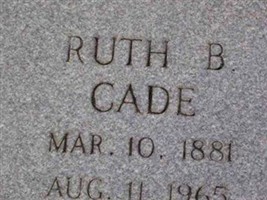 RUTH B.
CADE
MAR. 10, 1881
AUG. 11, 1965